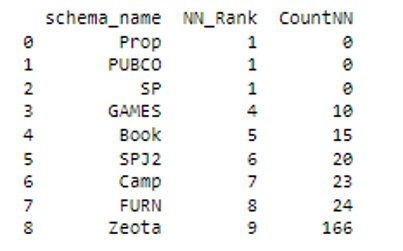 schema_name NN_Rank CountNN
0 Prop 1 0
1 PUBCO 1 0
2 SP 1 0
3 GAMES 4 10
4 Book 5 15
5 SPJ2 6 20
6 Camp 7 23
7 FURN 8 24
8 Zeota 9 166